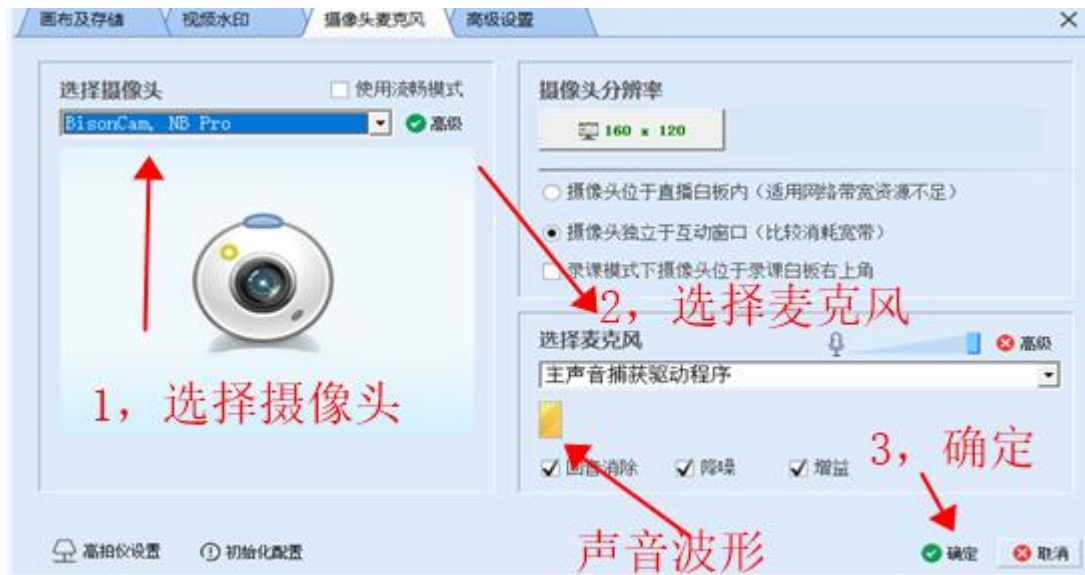 画布及存储
视频水印
摄像头麦克风
高级设置
选择摄像头
使用流畅模式
BisonCam, NB Pro
高级
1, 选择摄像头
摄像头分辨率
160 x 120
摄像头位于直播白板内(适用网络带宽资源不足)
摄像头独立于互动窗口(比较消耗宽带)
录课模式下摄像头位于录课白板右上角
2, 选择麦克风
选择麦克风
高级
主声音捕获驱动程序
回音消除
降噪
增益
3, 确定
声音波形
高拍仪设置
初始化配置
确定
取消